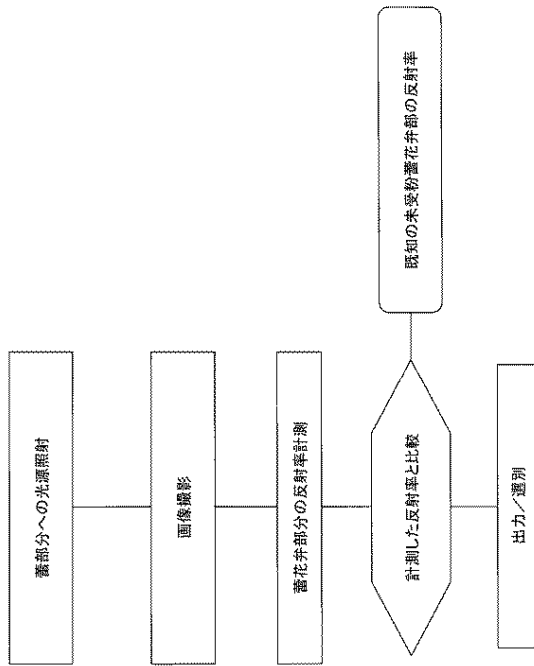 蕾部分への光源照射
画像撮影
蕾花弁部分の反射率計測
計測した反射率と比較
既知の未受粉蕾花弁部の反射率
出力／選別